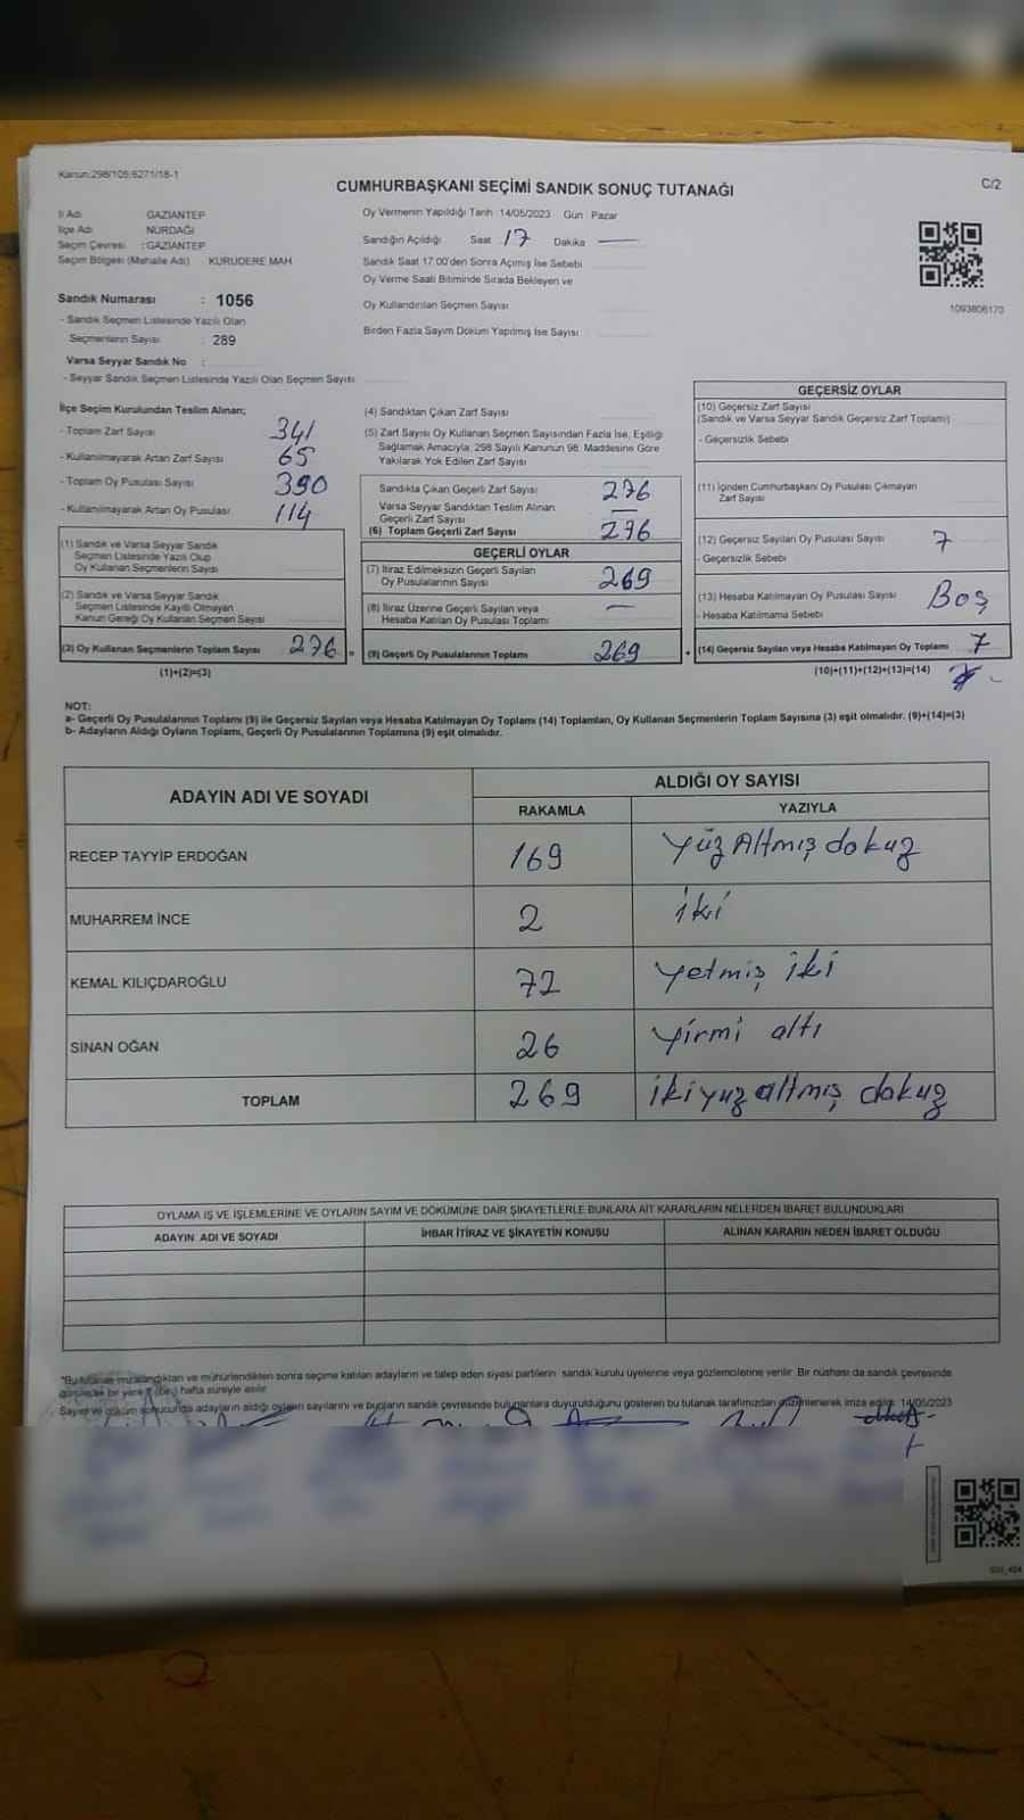 Kanun:298/105;6271/18-1
CUMHURBAŞKANI SEÇİMİ SANDIK SONUÇ TUTANAĞI
C/2
İl Adı GAZİANTEP
İlçe Adı NURDAĞI
Seçim Çevresi : GAZİANTEP
Seçim Bölgesi (Mahalle Adı) KURUDERE MAH
Sandık Numarası : 1056
- Sandık Seçmen Listesinde Yazılı Olan
Seçmenlerin Sayısı : 289
Varsa Seyyar Sandık No :
- Seyyar Sandık Seçmen Listesinde Yazılı Olan Seçmen Sayısı
Oy Vermenin Yapıldığı Tarih 14/05/2023 Gün Pazar
Sandığın Açıldığı Saat 17 Dakika —
Sandık Saat 17:00'den Sonra Açılmış İse Sebebi
Oy Verme Saati Bitiminde Sırada Bekleyen ve
Oy Kullandırılan Seçmen Sayısı
Birden Fazla Sayım Döküm Yapılmış İse Sayısı
1093806170
İlçe Seçim Kurulundan Teslim Alınan;
- Toplam Zarf Sayısı 341
- Kullanılmayarak Artan Zarf Sayısı 65
- Toplam Oy Pusulası Sayısı 390
- Kullanılmayarak Artan Oy Pusulası 114
(1) Sandık ve Varsa Seyyar Sandık
Seçmen Listesinde Yazılı Olup
Oy Kullanan Seçmenlerin Sayısı
(2) Sandık ve Varsa Seyyar Sandık
Seçmen Listesinde Kayıtlı Olmayan
Kanun Gereği Oy Kullanan Seçmen Sayısı
(3) Oy Kullanan Seçmenlerin Toplam Sayısı 276 =
(1)+(2)=(3)
(4) Sandıktan Çıkan Zarf Sayısı
(5) Zarf Sayısı Oy Kullanan Seçmen Sayısından Fazla İse, Eşitliği
Sağlamak Amacıyla, 298 Sayılı Kanunun 98. Maddesine Göre
Yakılarak Yok Edilen Zarf Sayısı
Sandıkta Çıkan Geçerli Zarf Sayısı 276
Varsa Seyyar Sandıktan Teslim Alınan
Geçerli Zarf Sayısı —
(6) Toplam Geçerli Zarf Sayısı 276
GEÇERLİ OYLAR
(7) İtiraz Edilmeksizin Geçerli Sayılan
Oy Pusulalarının Sayısı 269
(8) İtiraz Üzerine Geçerli Sayılan veya
Hesaba Katılan Oy Pusulası Toplamı —
(9) Geçerli Oy Pusulalarının Toplamı 269 +
GEÇERSİZ OYLAR
(10) Geçersiz Zarf Sayısı
(Sandık ve Varsa Seyyar Sandık Geçersiz Zarf Toplamı)
- Geçersizlik Sebebi
(11) İçinden Cumhurbaşkanı Oy Pusulası Çıkmayan
Zarf Sayısı
(12) Geçersiz Sayılan Oy Pusulası Sayısı 7
- Geçersizlik Sebebi
(13) Hesaba Katılmayan Oy Pusulası Sayısı Boş
- Hesaba Katılmama Sebebi
(14) Geçersiz Sayılan veya Hesaba Katılmayan Oy Toplamı 7
(10)+(11)+(12)+(13)=(14)
NOT:
a- Geçerli Oy Pusulalarının Toplamı (9) ile Geçersiz Sayılan veya Hesaba Katılmayan Oy Toplamı (14) Toplamları, Oy Kullanan Seçmenlerin Toplam Sayısına (3) eşit olmalıdır. (9)+(14)=(3)
b- Adayların Aldığı Oyların Toplamı, Geçerli Oy Pusulalarının Toplamına (9) eşit olmalıdır.
ADAYIN ADI VE SOYADI
ALDIĞI OY SAYISI
RAKAMLA YAZIYLA
RECEP TAYYİP ERDOĞAN 169 yüz Altmış dokuz
MUHARREM İNCE 2 iki
KEMAL KILIÇDAROĞLU 72 yetmiş iki
SİNAN OĞAN 26 yirmi altı
TOPLAM 269 ikiyuz altmış dokuz
OYLAMA İŞ VE İŞLEMLERİNE VE OYLARIN SAYIM VE DÖKÜMÜNE DAİR ŞİKAYETLERLE BUNLARA AİT KARARLARIN NELERDEN İBARET BULUNDUKLARI
ADAYIN ADI VE SOYADI İHBAR İTİRAZ VE ŞİKAYETİN KONUSU ALINAN KARARIN NEDEN İBARET OLDUĞU
"Bu tutanak imzalandıktan ve mühürlendikten sonra seçime katılan adayların ve talep eden siyasi partilerin sandık kurulu üyelerine veya gözlemcilerine verilir. Bir nüshası da sandık çevresinde
görülecek bir yere 1 (bir) hafta süreyle asılır.
Sayım ve döküm sonucunda adayların aldığı oyların sayılarını ve bunların sandık çevresinde bulunanlara duyurulduğunu gösteren bu tutanak tarafımızdan düzenlenerek imza edildi. 14/05/2023